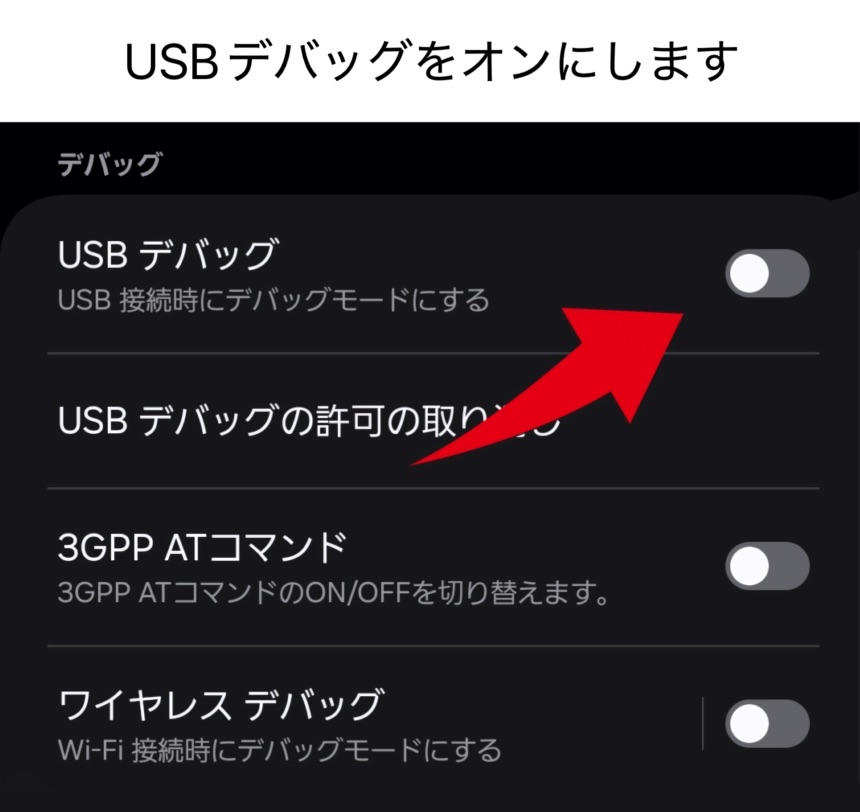 USBデバッグをオンにします
デバッグ
USB デバッグ
USB 接続時にデバッグモードにする
USB デバッグの許可の取り消し
3GPP ATコマンド
3GPP ATコマンドのON/OFFを切り替えます。
ワイヤレス デバッグ
Wi-Fi 接続時にデバッグモードにする